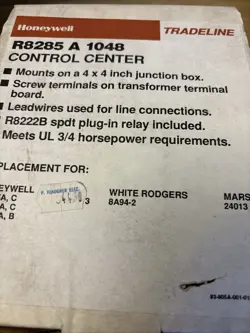 Honeywell
TRADELINE
R8285 A 1048
CONTROL CENTER
■ Mounts on a 4 x 4 inch junction box.
■ Screw terminals on transformer terminal
board.
■ Leadwires used for line connections.
R8222B spdt plug-in relay included.
Meets UL 3/4 horsepower requirements.
PLACEMENT FOR:
EYWELL WHITE RODGERS MARS
A, C 3 8A94-2 24013
A, C
A, B